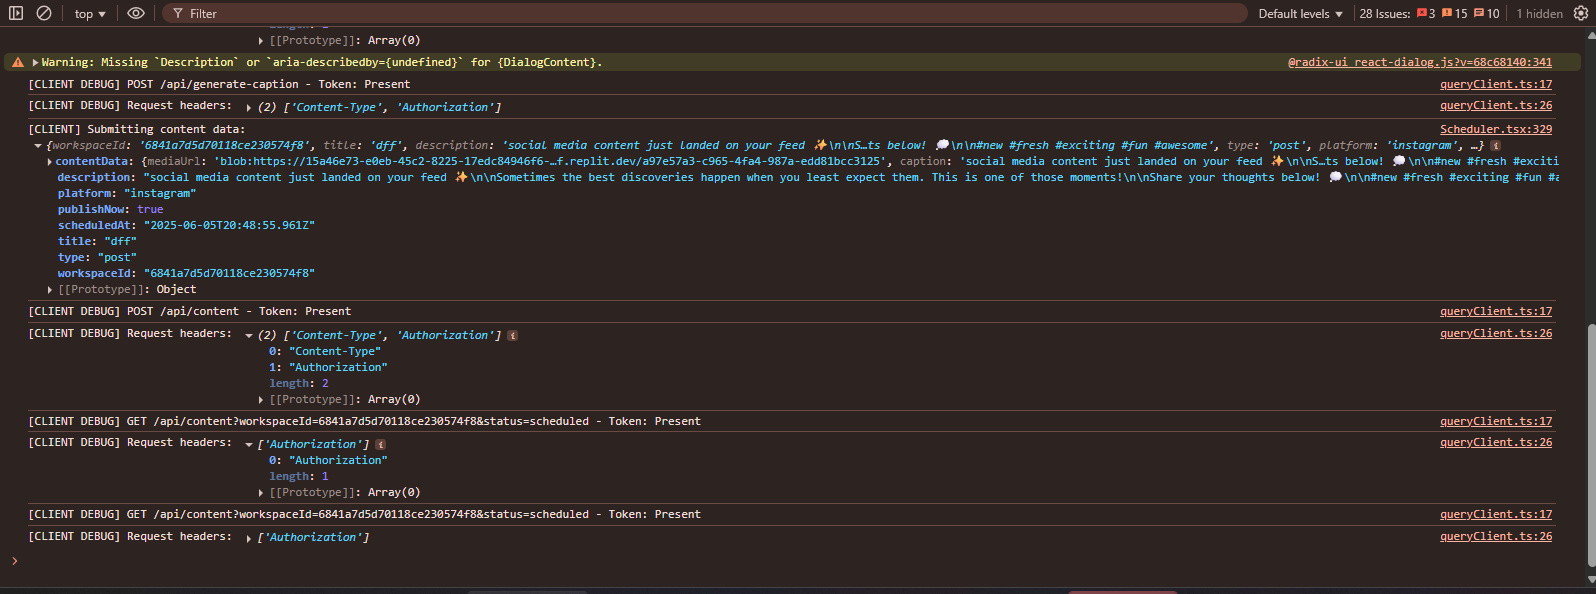 top ▼ Filter Default levels ▼ 28 Issues: 3 15 10 1 hidden
[[Prototype]]: Array(0)
Warning: Missing `Description` or `aria-describedby={undefined}` for {DialogContent}. @radix-ui_react-dialog.js?v=68c68140:341
[CLIENT DEBUG] POST /api/generate-caption - Token: Present queryClient.ts:17
[CLIENT DEBUG] Request headers: (2) ['Content-Type', 'Authorization'] queryClient.ts:26
[CLIENT] Submitting content data: Scheduler.tsx:329
{workspaceId: '6841a7d5d70118ce230574f8', title: 'dff', description: 'social media content just landed on your feed ✨\n\nS…ts below! 💭\n\n#new #fresh #exciting #fun #awesome', type: 'post', platform: 'instagram', …} i
contentData: {mediaUrl: 'blob:https://15a46e73-e0eb-45c2-8225-17edc84946f6-…f.replit.dev/a97e57a3-c965-4fa4-987a-edd81bcc3125', caption: 'social media content just landed on your feed ✨\n\nS…ts below! 💭\n\n#new #fresh #exciti
description: "social media content just landed on your feed ✨\n\nSometimes the best discoveries happen when you least expect them. This is one of those moments!\n\nShare your thoughts below! 💭\n\n#new #fresh #exciting #fun #a
platform: "instagram"
publishNow: true
scheduledAt: "2025-06-05T20:48:55.961Z"
title: "dff"
type: "post"
workspaceId: "6841a7d5d70118ce230574f8"
[[Prototype]]: Object
[CLIENT DEBUG] POST /api/content - Token: Present queryClient.ts:17
[CLIENT DEBUG] Request headers: (2) ['Content-Type', 'Authorization'] i queryClient.ts:26
0: "Content-Type"
1: "Authorization"
length: 2
[[Prototype]]: Array(0)
[CLIENT DEBUG] GET /api/content?workspaceId=6841a7d5d70118ce230574f8&status=scheduled - Token: Present queryClient.ts:17
[CLIENT DEBUG] Request headers: ['Authorization'] i queryClient.ts:26
0: "Authorization"
length: 1
[[Prototype]]: Array(0)
[CLIENT DEBUG] GET /api/content?workspaceId=6841a7d5d70118ce230574f8&status=scheduled - Token: Present queryClient.ts:17
[CLIENT DEBUG] Request headers: ['Authorization'] queryClient.ts:26